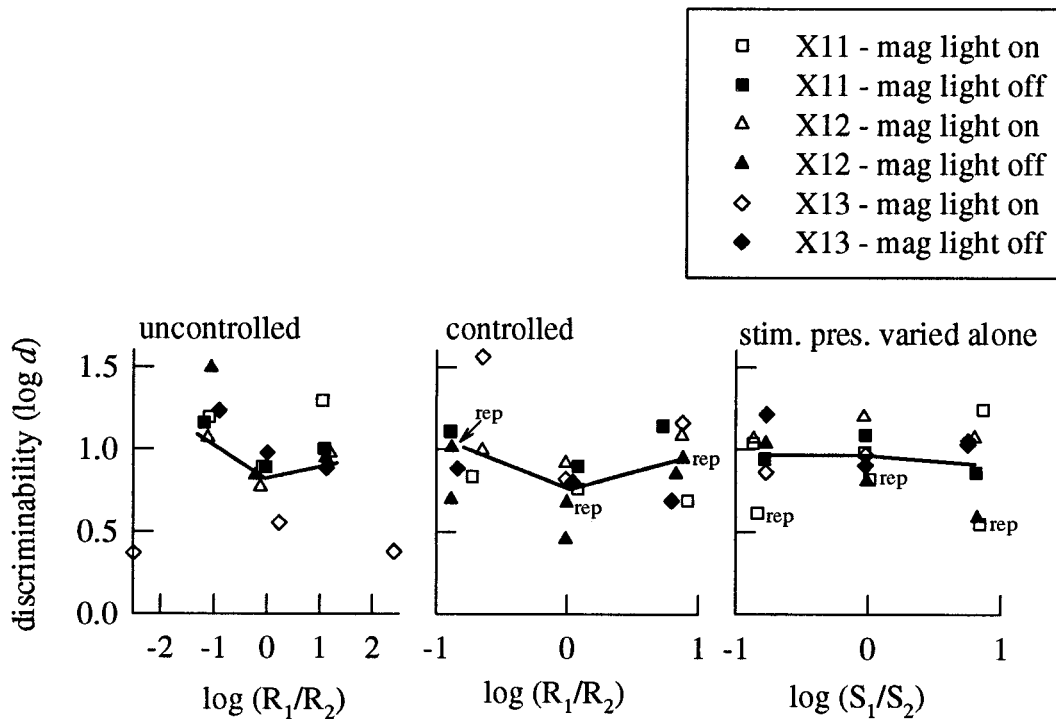 X11 - mag light on
X11 - mag light off
X12 - mag light on
X12 - mag light off
X13 - mag light on
X13 - mag light off
uncontrolled
controlled
stim. pres. varied alone
discriminability (log d)
1.5
1.0
0.5
0.0
rep
rep
rep
rep
rep
rep
-2 -1 0 1 2
-1 0 1
-1 0 1
log (R₁/R₂)
log (R₁/R₂)
log (S₁/S₂)